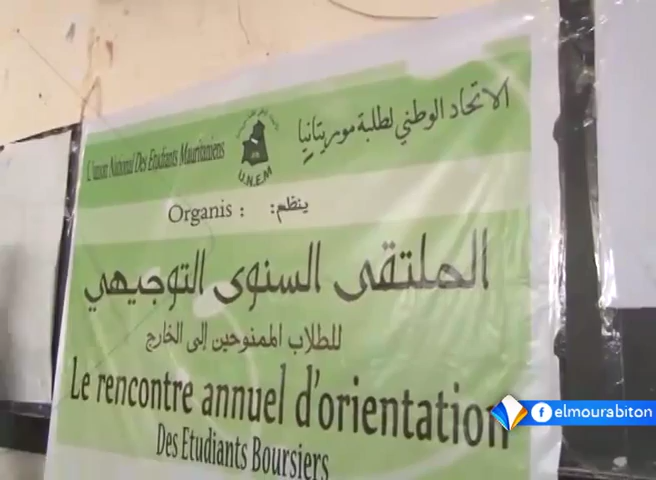 الاتحاد الوطني لطلبة موريتانيا
L'Union National Des Etudiants Mauritaniens
U.N.E.M
ينظم:
Organis :
الملتقى السنوى التوجيهي
للطلاب الممنوحين إلى الخارج
Le rencontre annuel d'orientation
Des Etudiants Boursiers
elmourabiton